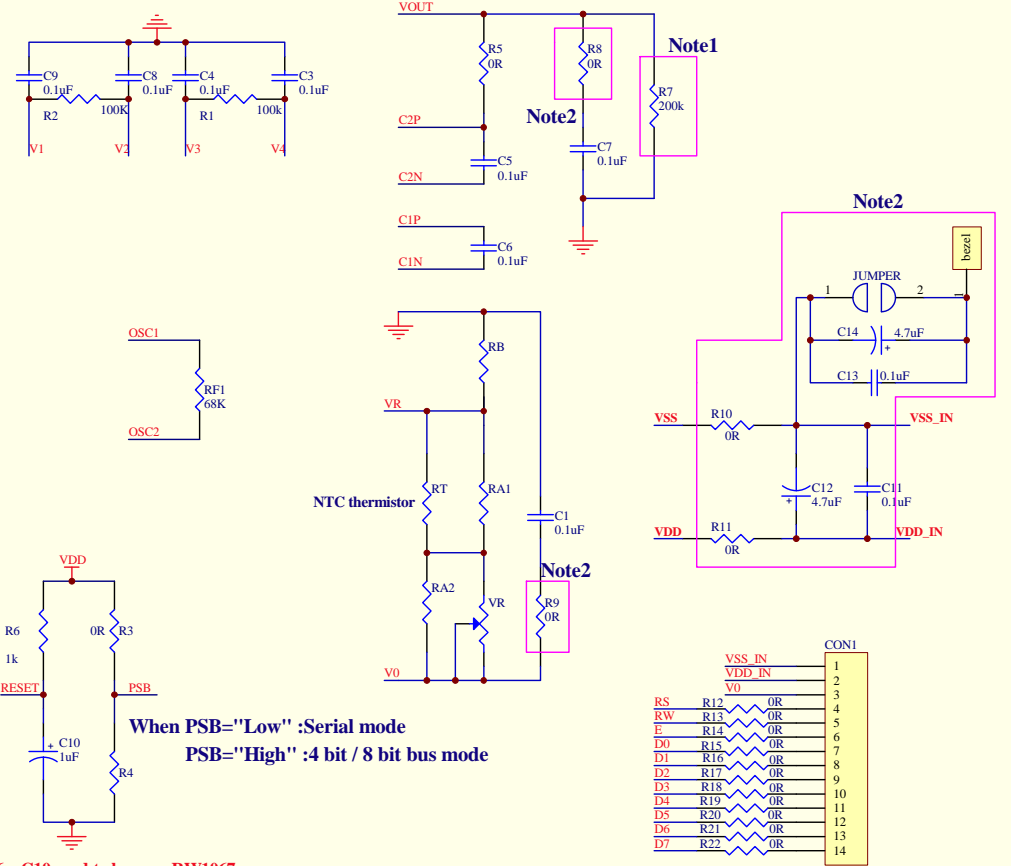 VOUT
C9
0.1uF
C8
0.1uF
C4
0.1uF
C3
0.1uF
R2
100K
R1
100k
V1
V2
V3
V4
R5
0R
R8
0R
Note1
R7
200k
Note2
C2P
C7
0.1uF
C5
0.1uF
C2N
C1P
C6
0.1uF
C1N
Note2
bezel
JUMPER
1
2
1
C14
4.7uF
+
C13
0.1uF
OSC1
RF1
68K
OSC2
RB
VR
VSS
R10
0R
VSS_IN
NTC thermistor
RT
RA1
C1
0.1uF
C12
+
4.7uF
C11
0.1uF
VDD
R11
0R
VDD_IN
Note2
RA2
VR
R9
0R
V0
VDD
R6
1k
0R
R3
RESET
PSB
C10
+
1uF
R4
When PSB="Low" :Serial mode
PSB="High" :4 bit / 8 bit bus mode
CON1
VSS_IN 1
VDD_IN 2
V0 3
RS R12 0R 4
RW R13 0R 5
E R14 0R 6
D0 R15 0R 7
D1 R16 0R 8
D2 R17 0R 9
D3 R18 0R 10
D4 R19 0R 11
D5 R20 0R 12
D6 R21 0R 13
D7 R22 0R 14